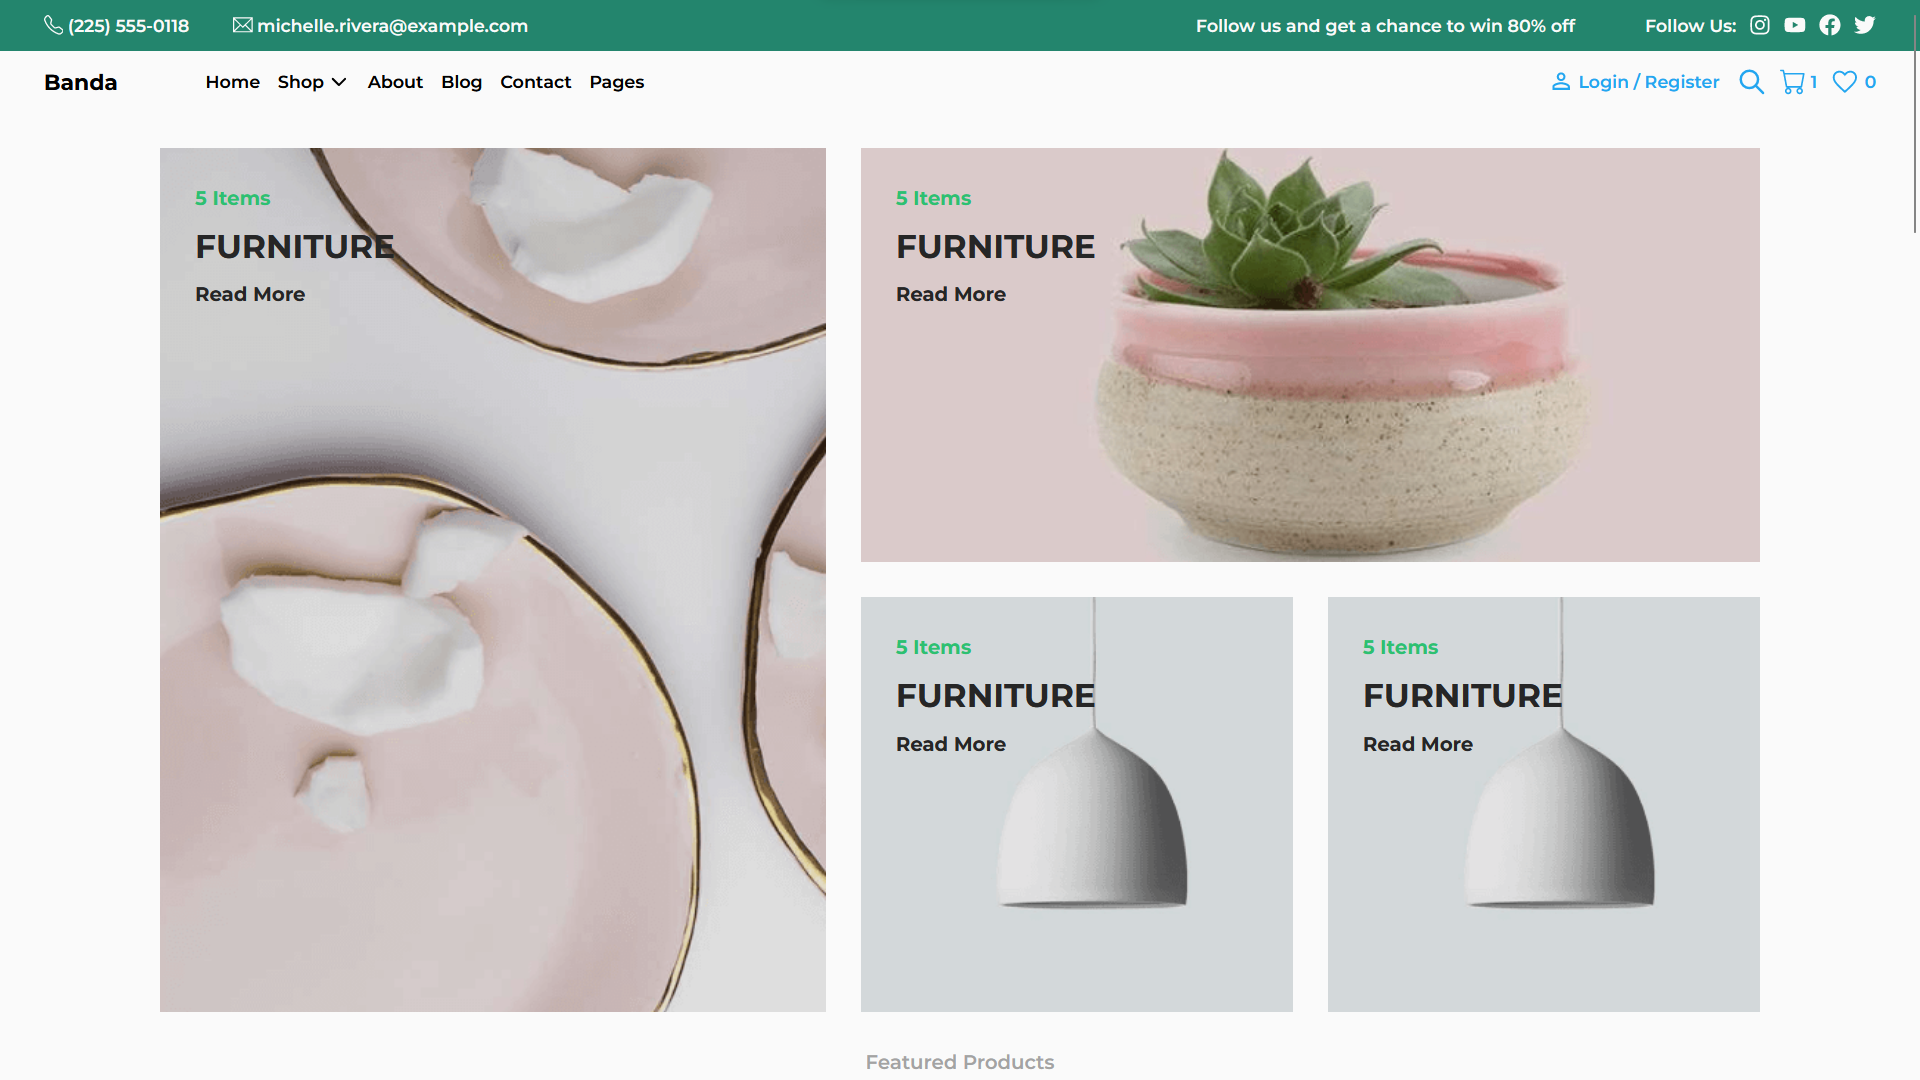 (225) 555-0118 michelle.rivera@example.com Follow us and get a chance to win 80% off Follow Us:
Banda Home Shop About Blog Contact Pages Login / Register 1 0
5 Items
FURNITURE
Read More
5 Items
FURNITURE
Read More
5 Items
FURNITURE
Read More
5 Items
FURNITURE
Read More
Featured Products